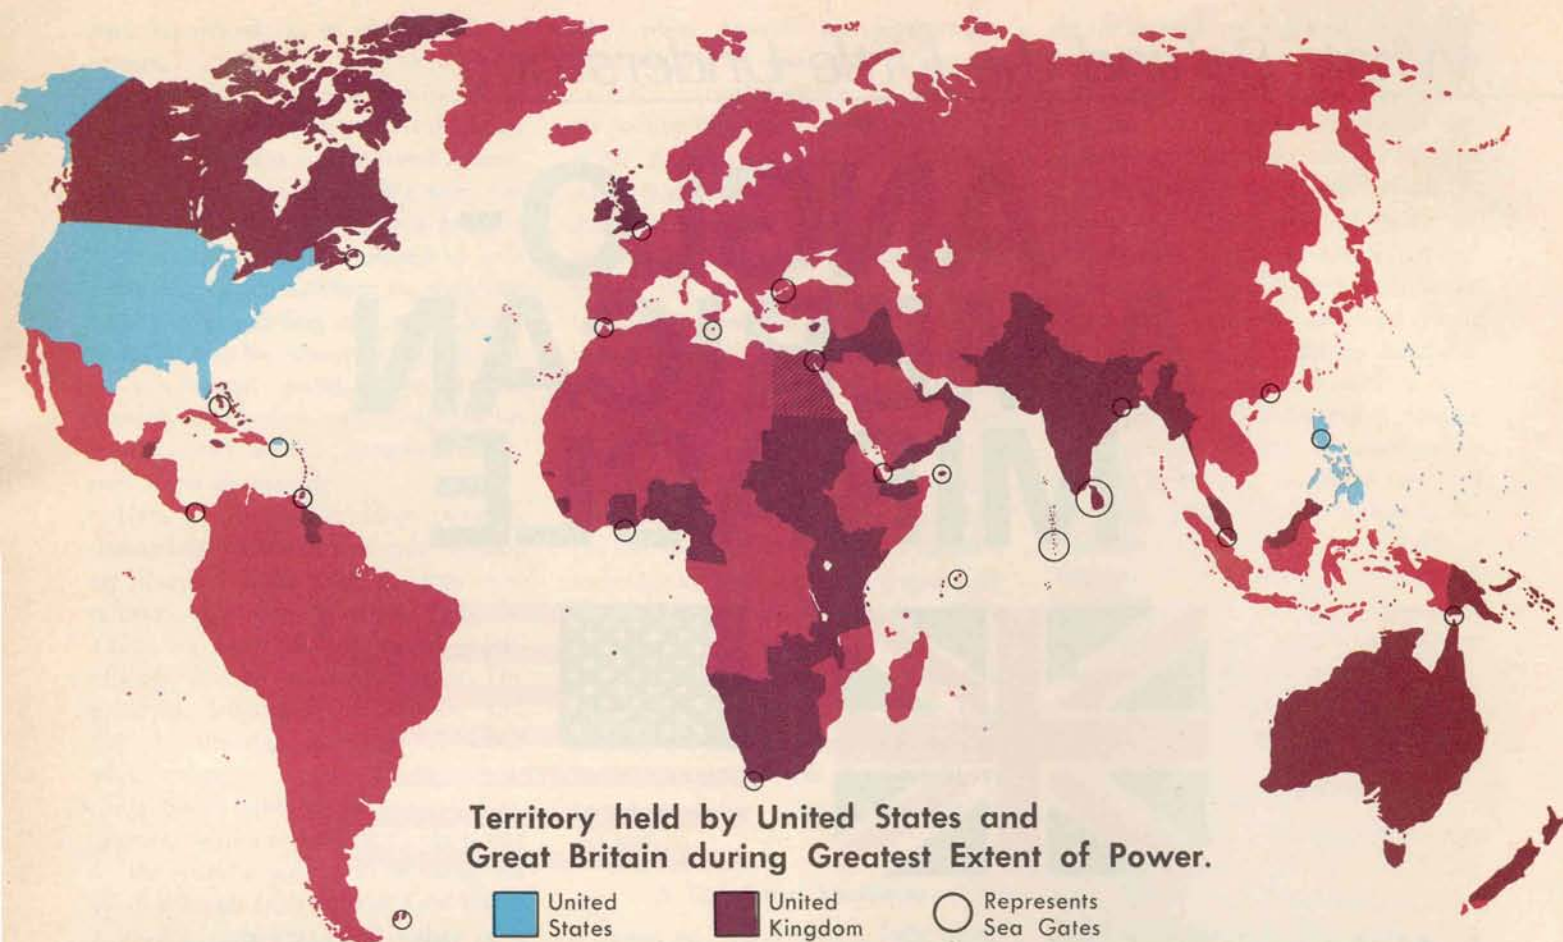 Territory held by United States and
Great Britain during Greatest Extent of Power.
United
States
United
Kingdom
Represents
Sea Gates